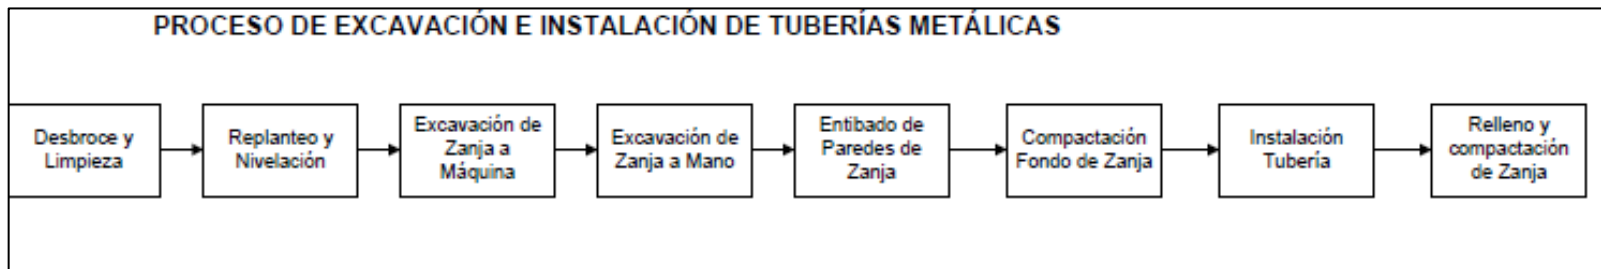 PROCESO DE EXCAVACIÓN E INSTALACIÓN DE TUBERÍAS METÁLICAS
Desbroce y
Limpieza
Replanteo y
Nivelación
Excavación de
Zanja a
Máquina
Excavación de
Zanja a Mano
Entibado de
Paredes de
Zanja
Compactación
Fondo de Zanja
Instalación
Tubería
Relleno y
compactación
de Zanja